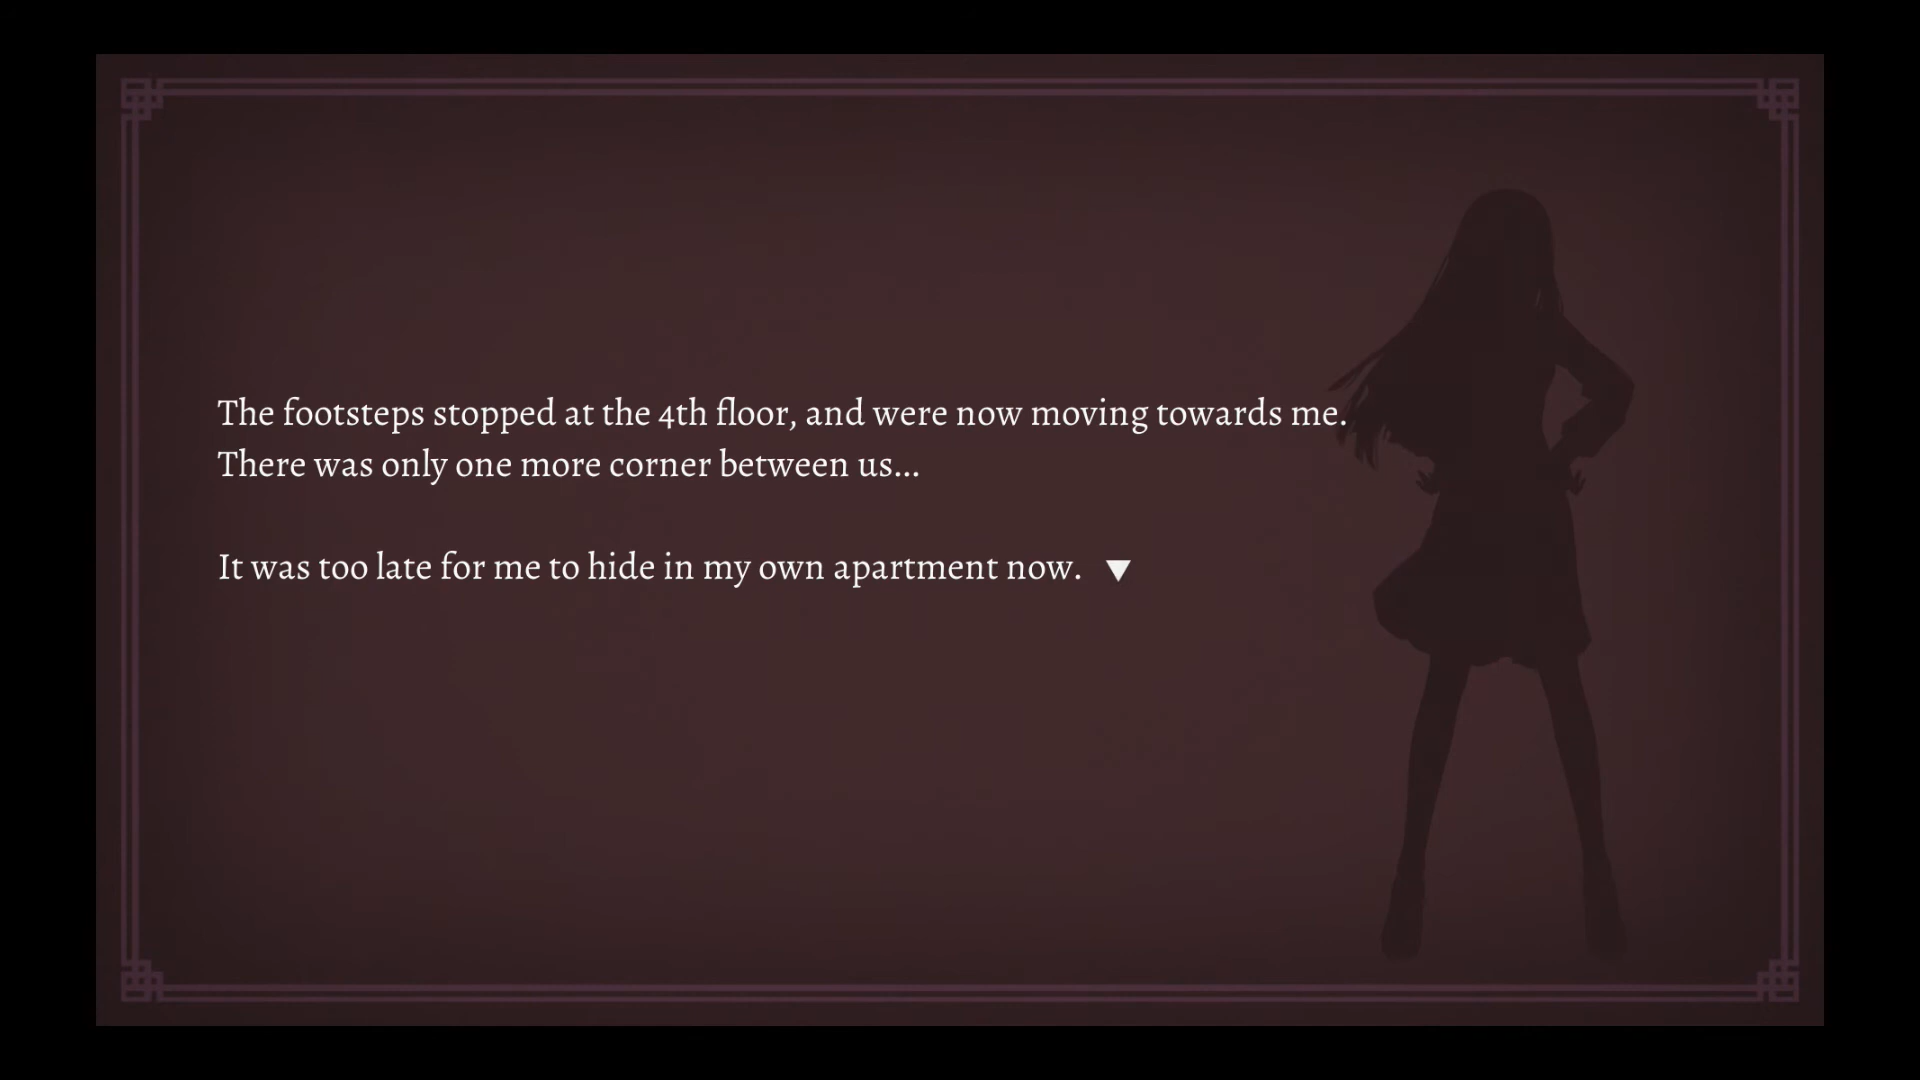 The footsteps stopped at the 4th floor, and were now moving towards me.
There was only one more corner between us...
It was too late for me to hide in my own apartment now.